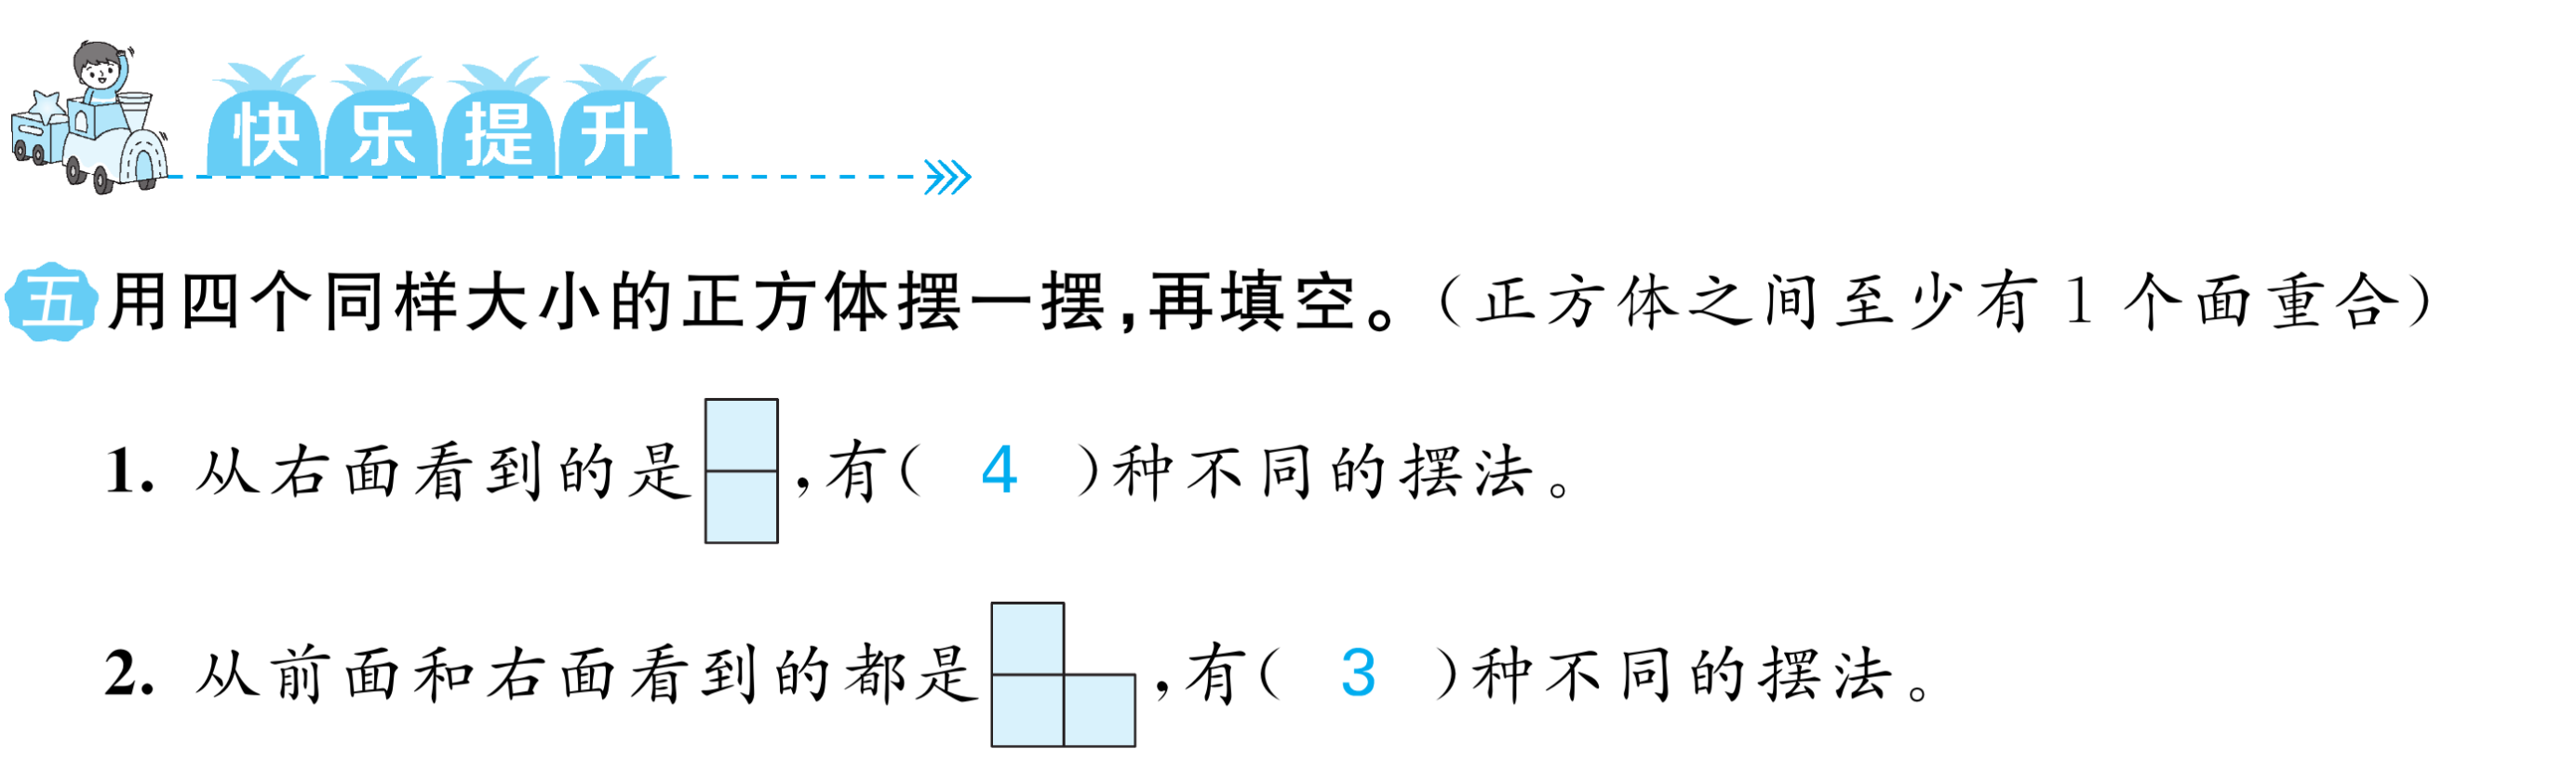 快乐提升
五 用四个同样大小的正方体摆一摆,再填空。(正方体之间至少有1个面重合)
1. 从右面看到的是,有( 4 )种不同的摆法。
2. 从前面和右面看到的都是,有( 3 )种不同的摆法。